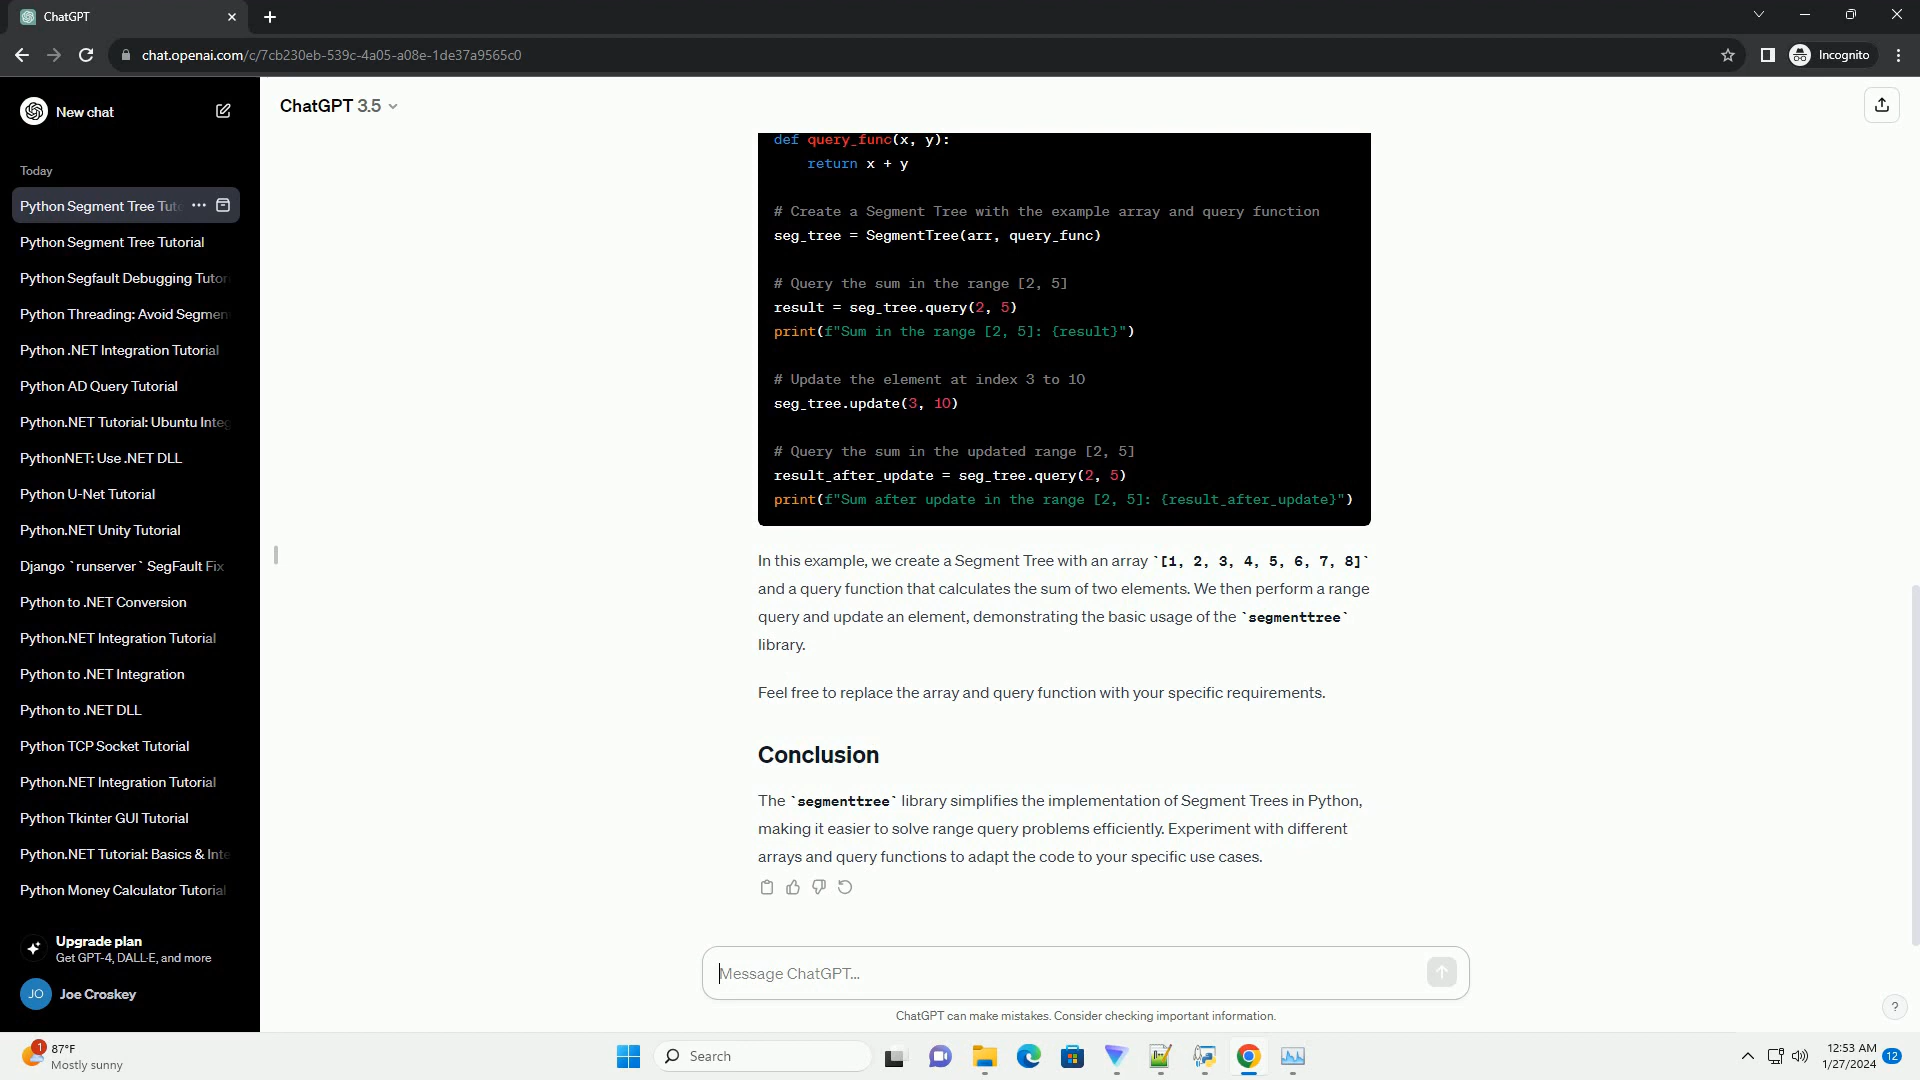 ChatGPT
chat.openai.com/c/7cb230eb-539c-4a05-a08e-1de37a9565c0
Incognito
New chat
Today
Python Segment Tree Tuto
Python Segment Tree Tutorial
Python Segfault Debugging Tutor
Python Threading: Avoid Segmen
Python .NET Integration Tutorial
Python AD Query Tutorial
Python.NET Tutorial: Ubuntu Integ
PythonNET: Use .NET DLL
Python U-Net Tutorial
Python.NET Unity Tutorial
Django `runserver` SegFault Fix
Python to .NET Conversion
Python.NET Integration Tutorial
Python to .NET Integration
Python to .NET DLL
Python TCP Socket Tutorial
Python.NET Integration Tutorial
Python Tkinter GUI Tutorial
Python.NET Tutorial: Basics & Inte
Python Money Calculator Tutorial
Upgrade plan
Get GPT-4, DALL·E, and more
JO Joe Croskey
ChatGPT 3.5
def query_func(x, y):
    return x + y
# Create a Segment Tree with the example array and query function
seg_tree = SegmentTree(arr, query_func)
# Query the sum in the range [2, 5]
result = seg_tree.query(2, 5)
print(f"Sum in the range [2, 5]: {result}")
# Update the element at index 3 to 10
seg_tree.update(3, 10)
# Query the sum in the updated range [2, 5]
result_after_update = seg_tree.query(2, 5)
print(f"Sum after update in the range [2, 5]: {result_after_update}")
In this example, we create a Segment Tree with an array `[1, 2, 3, 4, 5, 6, 7, 8]`
and a query function that calculates the sum of two elements. We then perform a range
query and update an element, demonstrating the basic usage of the `segmenttree`
library.
Feel free to replace the array and query function with your specific requirements.
Conclusion
The `segmenttree` library simplifies the implementation of Segment Trees in Python,
making it easier to solve range query problems efficiently. Experiment with different
arrays and query functions to adapt the code to your specific use cases.
Message ChatGPT...
ChatGPT can make mistakes. Consider checking important information.
?
1
87°F
Mostly sunny
Search
12:53 AM
1/27/2024
12